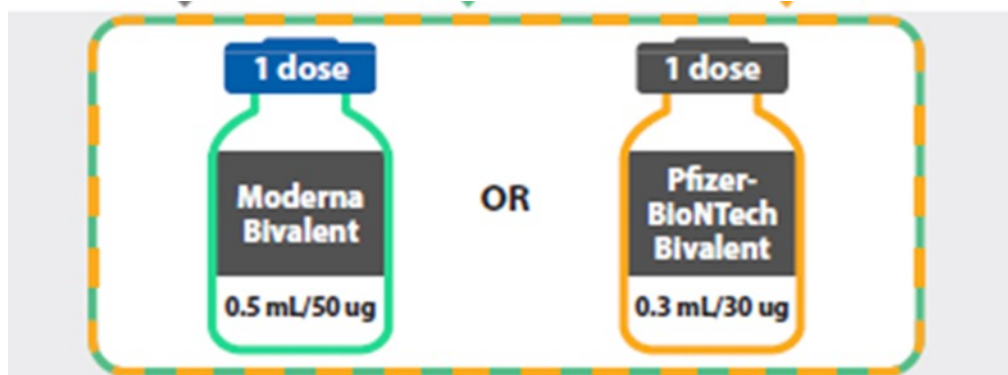 1 dose
Moderna
Bivalent
0.5 mL/50 ug
OR
1 dose
Pfizer-
BioNTech
Bivalent
0.3 mL/30 ug